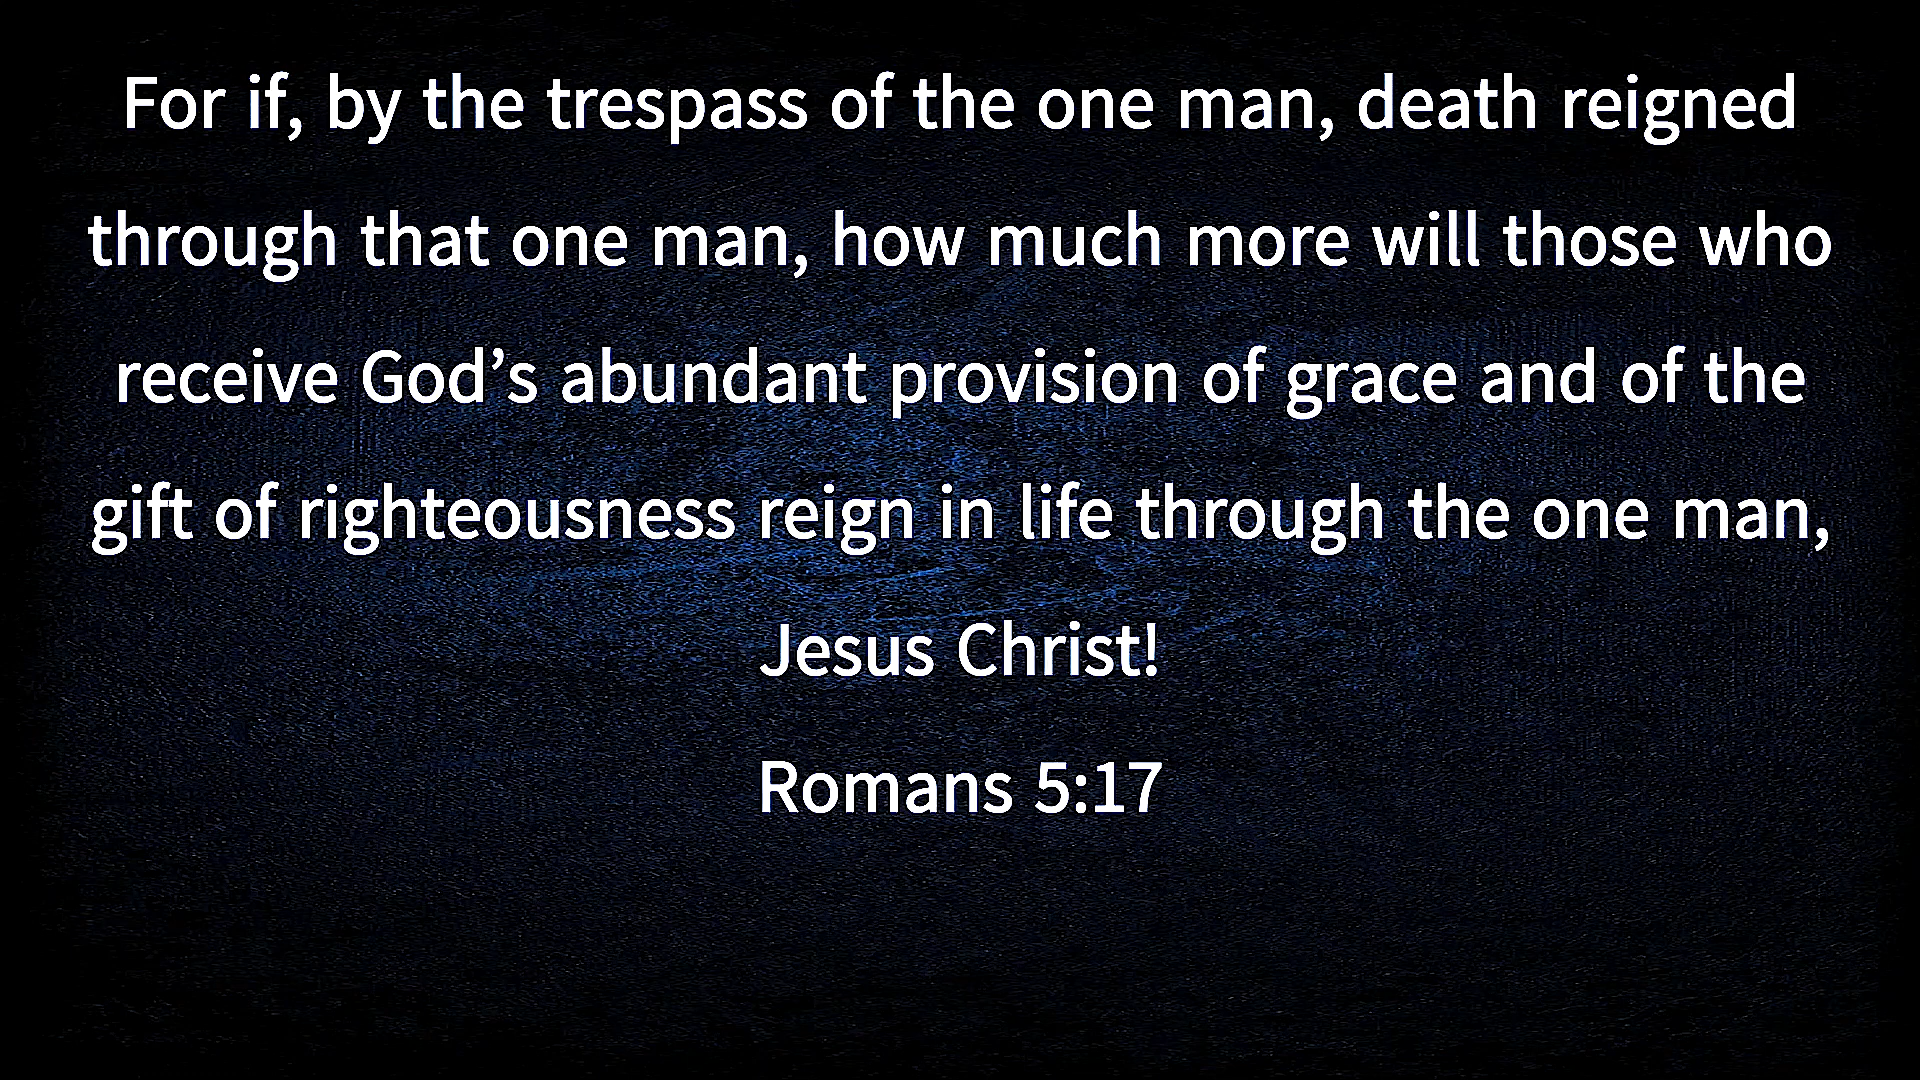 For if, by the trespass of the one man, death reigned
through that one man, how much more will those who
receive God’s abundant provision of grace and of the
gift of righteousness reign in life through the one man,
Jesus Christ!
Romans 5:17